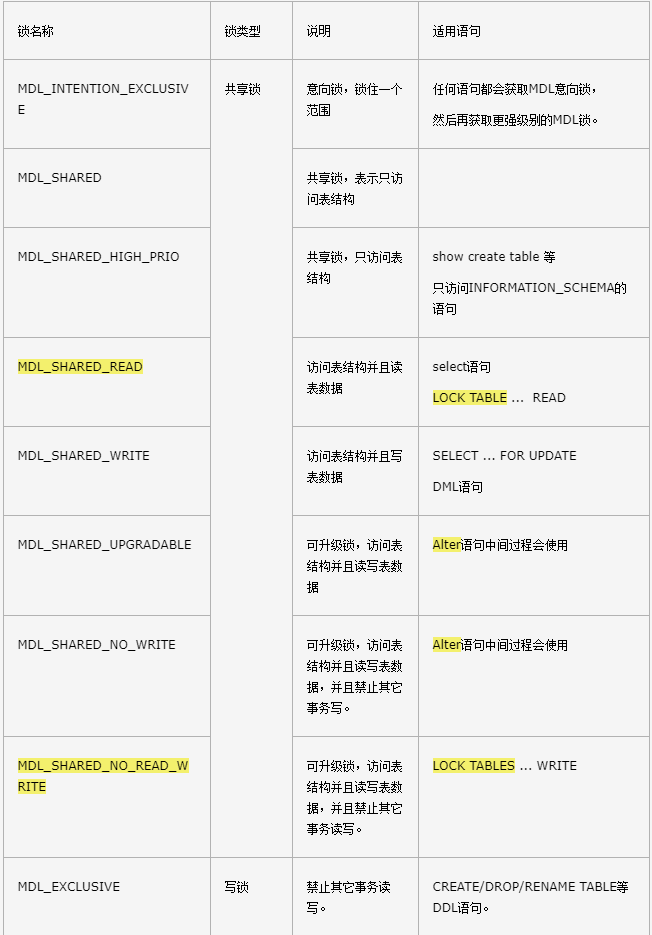 锁名称 锁类型 说明 适用语句
MDL_INTENTION_EXCLUSIV
E
共享锁
意向锁，锁住一个
范围
任何语句都会获取MDL意向锁，
然后再获取更强级别的MDL锁。
MDL_SHARED
共享锁，表示只访
问表结构
MDL_SHARED_HIGH_PRIO
共享锁，只访问表
结构
show create table 等
只访问INFORMATION_SCHEMA的
语句
MDL_SHARED_READ
访问表结构并且读
表数据
select语句
LOCK TABLE ... READ
MDL_SHARED_WRITE
访问表结构并且写
表数据
SELECT ... FOR UPDATE
DML语句
MDL_SHARED_UPGRADABLE
可升级锁，访问表
结构并且读写表数
据
Alter语句中间过程会使用
MDL_SHARED_NO_WRITE
可升级锁，访问表
结构并且读写表数
据，并且禁止其它
事务写。
Alter语句中间过程会使用
MDL_SHARED_NO_READ_W
RITE
可升级锁，访问表
结构并且读写表数
据，并且禁止其它
事务读写。
LOCK TABLES ... WRITE
MDL_EXCLUSIVE
写锁
禁止其它事务读
写。
CREATE/DROP/RENAME TABLE等
DDL语句。